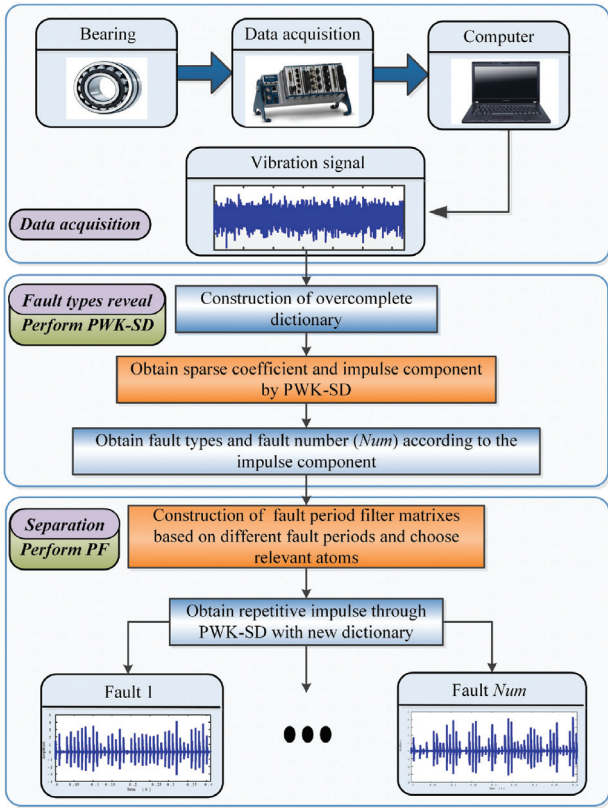 Bearing
Data acquisition
Computer
Vibration signal
Data acquisition
Fault types reveal
Perform PWK-SD
Construction of overcomplete
dictionary
Obtain sparse coefficient and impulse component
by PWK-SD
Obtain fault types and fault number (Num) according to the
impulse component
Separation
Perform PF
Construction of fault period filter matrixes
based on different fault periods and choose
relevant atoms
Obtain repetitive impulse through
PWK-SD with new dictionary
Fault 1
Fault Num